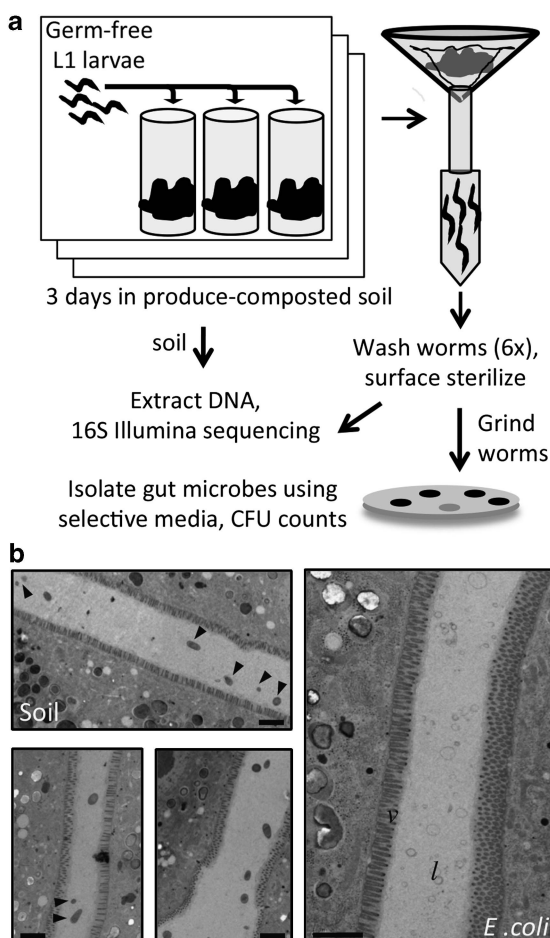 a
Germ-free
L1 larvae
3 days in produce-composted soil
soil
Wash worms (6x),
surface sterilize
Extract DNA,
16S Illumina sequencing
Grind
worms
Isolate gut microbes using
selective media, CFU counts
b
Soil
v
l
E.coli